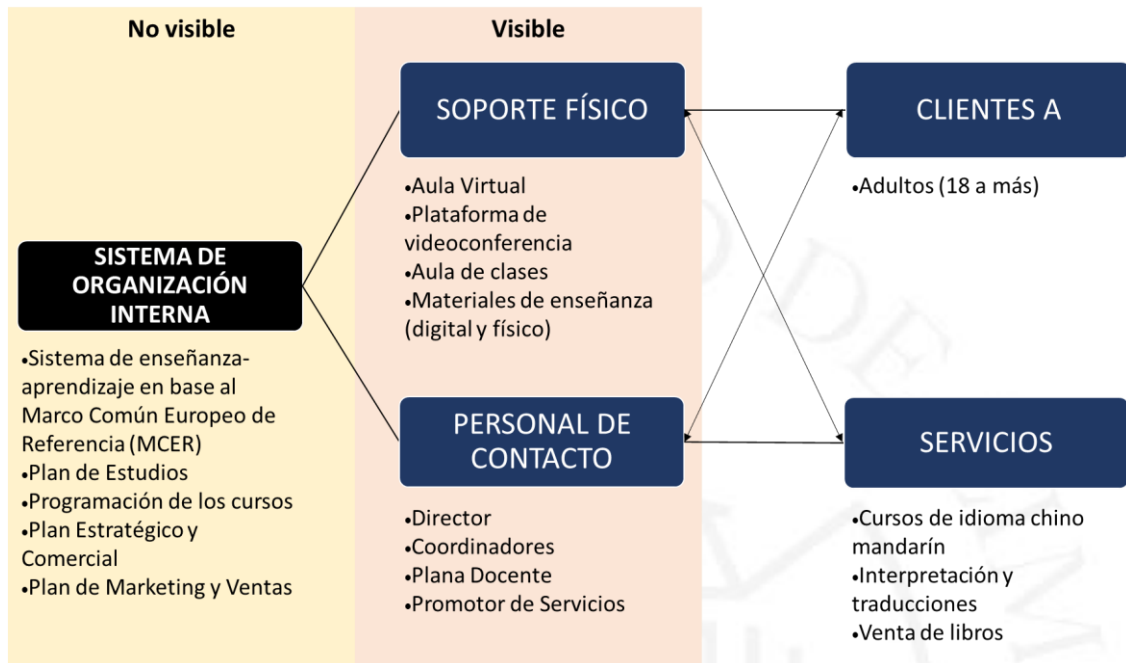 No visible
Visible
SISTEMA DE
ORGANIZACIÓN
INTERNA
•Sistema de enseñanza-
aprendizaje en base al
Marco Común Europeo de
Referencia (MCER)
•Plan de Estudios
•Programación de los cursos
•Plan Estratégico y
Comercial
•Plan de Marketing y Ventas
SOPORTE FÍSICO
•Aula Virtual
•Plataforma de
videoconferencia
•Aula de clases
•Materiales de enseñanza
(digital y físico)
PERSONAL DE
CONTACTO
•Director
•Coordinadores
•Plana Docente
•Promotor de Servicios
CLIENTES A
•Adultos (18 a más)
SERVICIOS
•Cursos de idioma chino
mandarín
•Interpretación y
traducciones
•Venta de libros